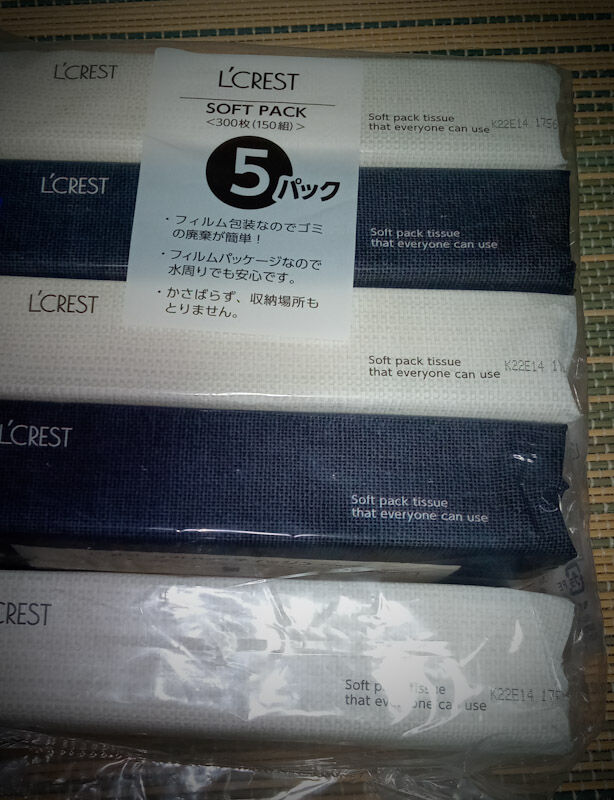 L'CREST
L'CREST
SOFT PACK
<300枚(150組)>
5パック
・フィルム包装なのでゴミ
の廃棄が簡単！
・フィルムパッケージなので
水周りでも安心です。
・かさばらず、収納場所も
とりません。
Soft pack tissue
that everyone can use
K22E14 1756
L'CREST
Soft pack tissue
that everyone can use
L'CREST
Soft pack tissue
that everyone can use
K22E14
L'CREST
Soft pack tissue
that everyone can use
CREST
Soft
that everyone can use
K22E14